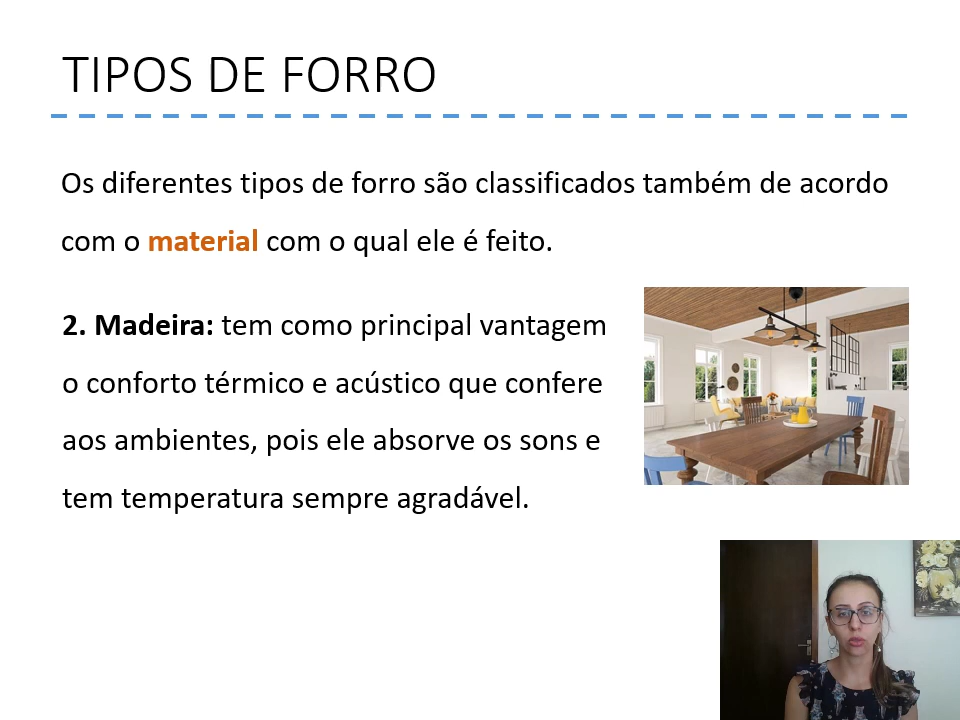 TIPOS DE FORRO
Os diferentes tipos de forro são classificados também de acordo
com o material com o qual ele é feito.
2. Madeira: tem como principal vantagem
o conforto térmico e acústico que confere
aos ambientes, pois ele absorve os sons e
tem temperatura sempre agradável.